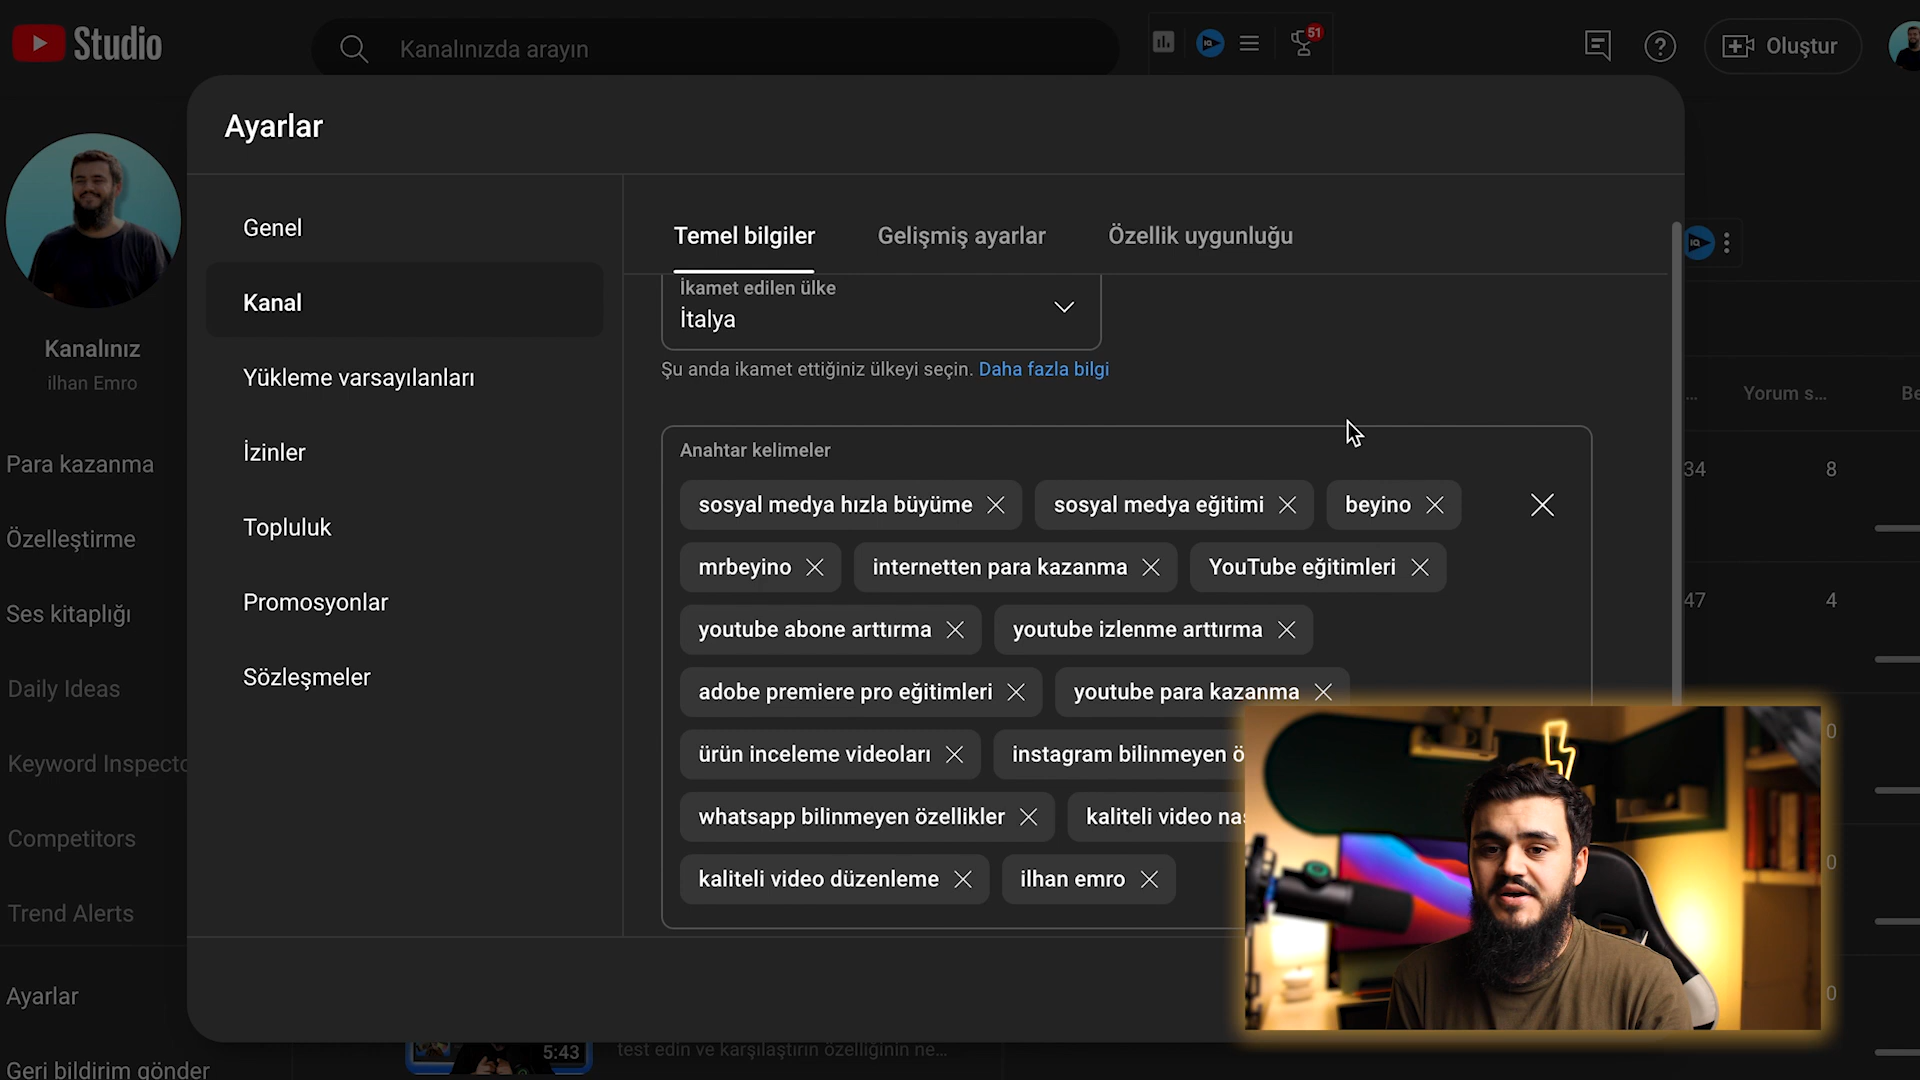 Studio
Kanalınızda arayın
51
Oluştur
Ayarlar
Kanalınız
ilhan Emro
Para kazanma
Özelleştirme
Ses kitaplığı
Daily Ideas
Keyword Inspecto
Competitors
Trend Alerts
Ayarlar
Geri bildirim gönder
Genel
Kanal
Yükleme varsayılanları
İzinler
Topluluk
Promosyonlar
Sözleşmeler
Temel bilgiler
Gelişmiş ayarlar
Özellik uygunluğu
İkamet edilen ülke
İtalya
Şu anda ikamet ettiğiniz ülkeyi seçin. Daha fazla bilgi
Anahtar kelimeler
sosyal medya hızla büyüme
sosyal medya eğitimi
beyino
mrbeyino
internetten para kazanma
YouTube eğitimleri
youtube abone arttırma
youtube izlenme arttırma
adobe premiere pro eğitimleri
youtube para kazanma
ürün inceleme videoları
instagram bilinmeyen ö
whatsapp bilinmeyen özellikler
kaliteli video
kaliteli video düzenleme
ilhan emro
... Yorum s... Be
34 8
47 4
0
0
0
5:43
test edin ve karşılaştırın özelliğinin ne...